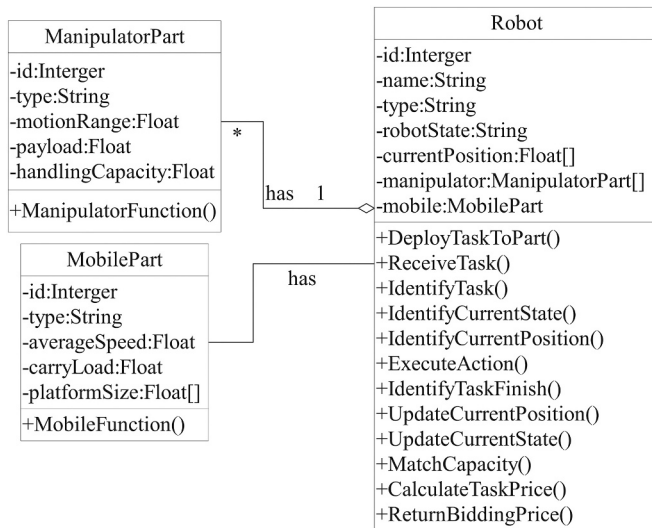 ManipulatorPart
-id:Interger
-type:String
-motionRange:Float
-payload:Float
-handlingCapacity:Float
+ManipulatorFunction()
*
has 1
MobilePart
-id:Interger
-type:String
-averageSpeed:Float
-carryLoad:Float
-platformSize:Float[]
+MobileFunction()
has
Robot
-id:Interger
-name:String
-type:String
-robotState:String
-currentPosition:Float[]
-manipulator:ManipulatorPart[]
-mobile:MobilePart
+DeployTaskToPart()
+ReceiveTask()
+IdentifyTask()
+IdentifyCurrentState()
+IdentifyCurrentPosition()
+ExecuteAction()
+IdentifyTaskFinish()
+UpdateCurrentPosition()
+UpdateCurrentState()
+MatchCapacity()
+CalculateTaskPrice()
+ReturnBiddingPrice()